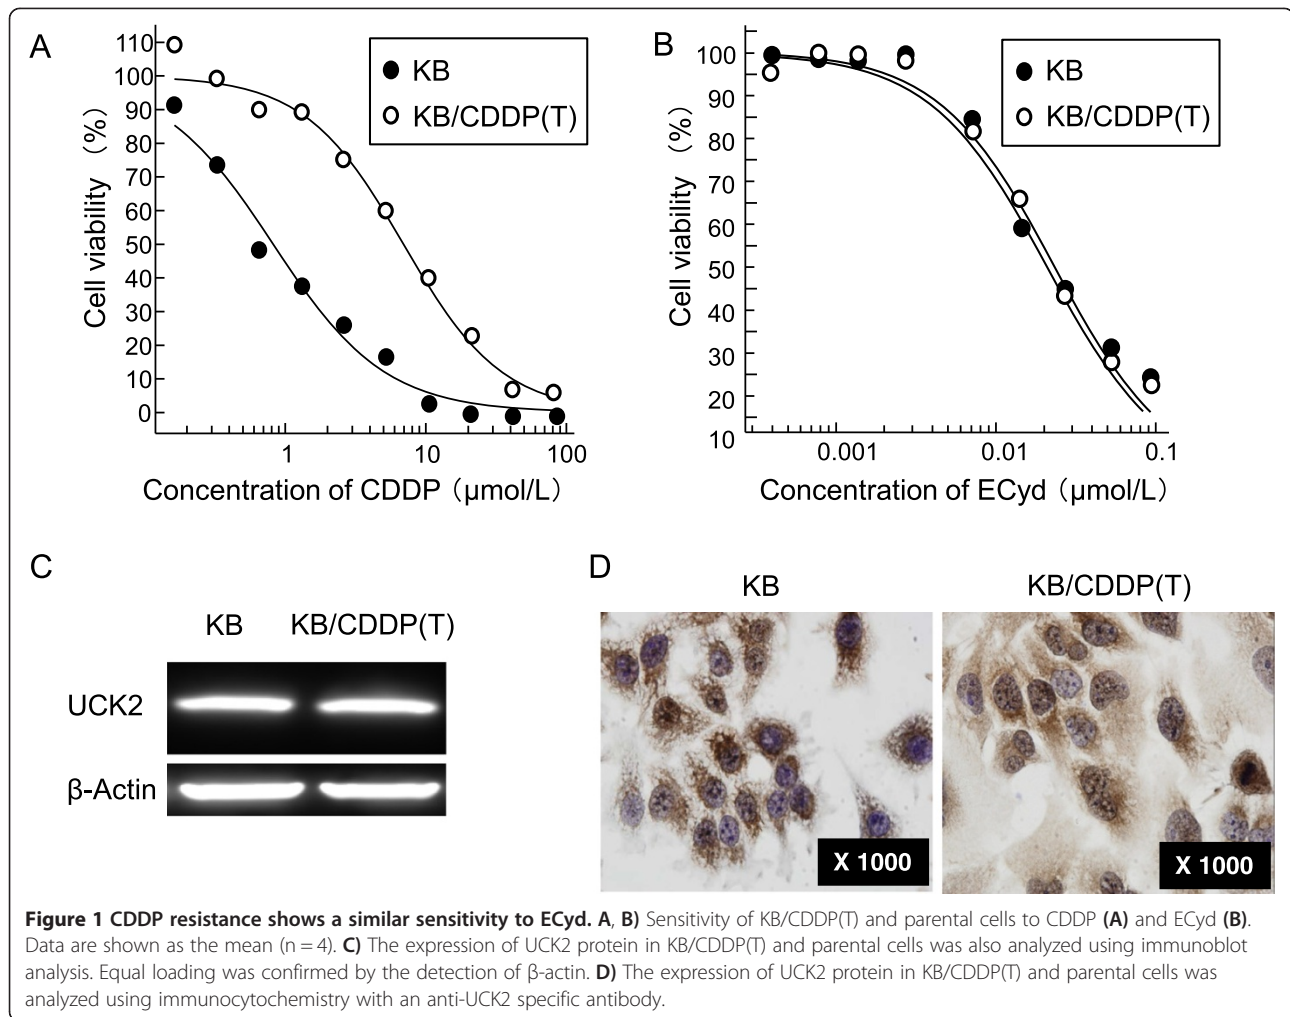 A
110
100
90
80
70
60
50
40
30
20
10
0
Cell viability (%)
KB
KB/CDDP(T)
1
10
100
Concentration of CDDP (μmol/L)
B
100
90
80
70
60
50
40
30
20
10
Cell viability (%)
KB
KB/CDDP(T)
0.001
0.01
0.1
Concentration of ECyd (μmol/L)
C
KB KB/CDDP(T)
UCK2
β-Actin
D
KB KB/CDDP(T)
X 1000
X 1000
Figure 1 CDDP resistance shows a similar sensitivity to ECyd. A, B) Sensitivity of KB/CDDP(T) and parental cells to CDDP (A) and ECyd (B).
Data are shown as the mean (n = 4). C) The expression of UCK2 protein in KB/CDDP(T) and parental cells was also analyzed using immunoblot
analysis. Equal loading was confirmed by the detection of β-actin. D) The expression of UCK2 protein in KB/CDDP(T) and parental cells was
analyzed using immunocytochemistry with an anti-UCK2 specific antibody.